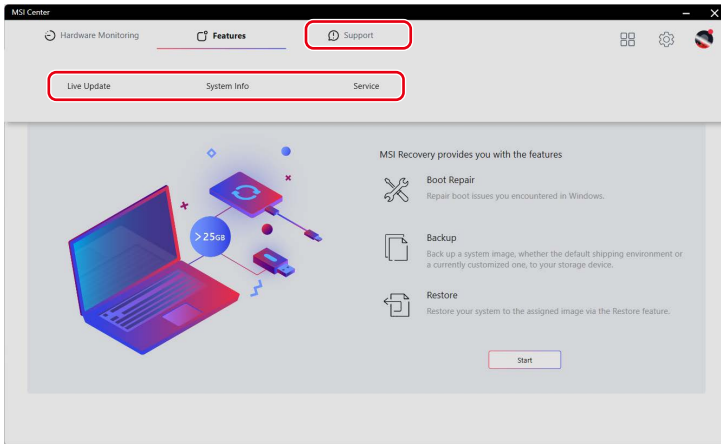 MSI Center
Hardware Monitoring
Features
Support
Live Update
System Info
Service
MSI Recovery provides you with the features
Boot Repair
Repair boot issues you encountered in Windows.
>25GB
Backup
Back up a system image, whether the default shipping environment or
a currently customized one, to your storage device.
Restore
Restore your system to the assigned image via the Restore feature.
Start